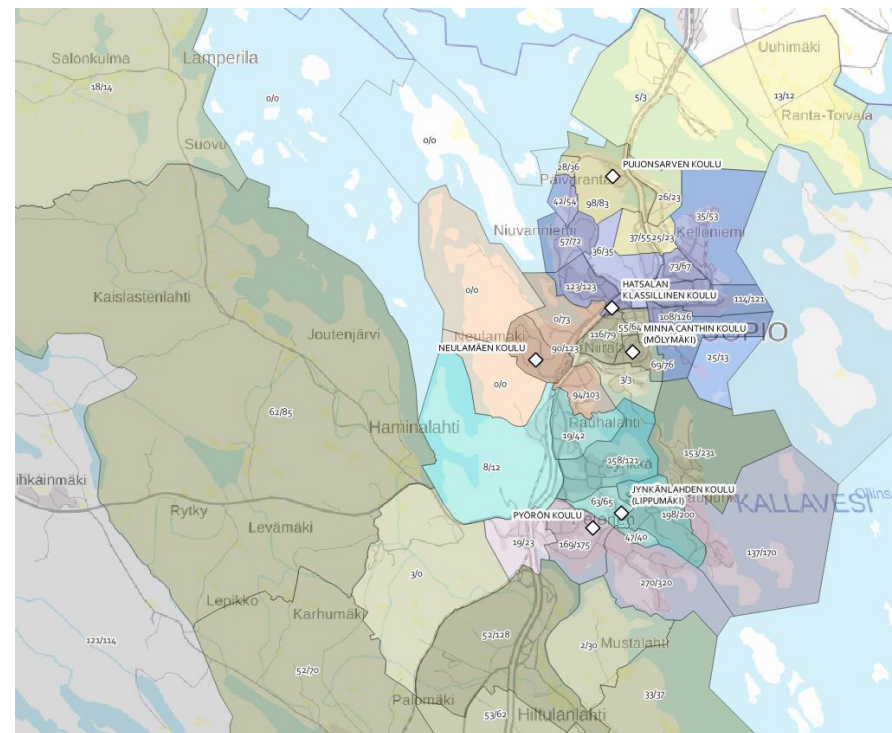 Uuhimäki
Salonkulma
Lamperila
18/14
0/0
5/3
13/12
Ranta-Toivala
0/0
Suovu
PUIJONSARVEN KOULU
28/36
Päiväranta
42/54
98/83
26/23
35/53
Niuvanniemi
57/72
36/35
37/55
25/23
Kelloniemi
73/67
Kaislastenlahti
0/0
123/123
HATSALAN
KLASSILLINEN KOULU
114/121
Joutenjärvi
0/73
108/126
Neulamäki
116/79
55/64
MINNA CANTHIN KOULU
(MÖLYMÄKI)
NEULAMÄEN KOULU
90/123
Niirala
69/76
25/13
0/0
3/3
94/103
62/85
Haminalahti
Rauhalahti
19/42
153/231
8/12
158/121
JYNKÄNLAHDEN KOULU
(LIPPUMÄKI)
63/65
KALLAVESI
198/200
Rytky
PYÖRÖN KOULU
Levämäki
19/23
169/175
47/40
137/170
3/0
270/320
Lepikko
Karhumäki
121/114
52/128
2/30
Mustalahti
52/70
33/37
Palomäki
53/62
Hiltulanlahti